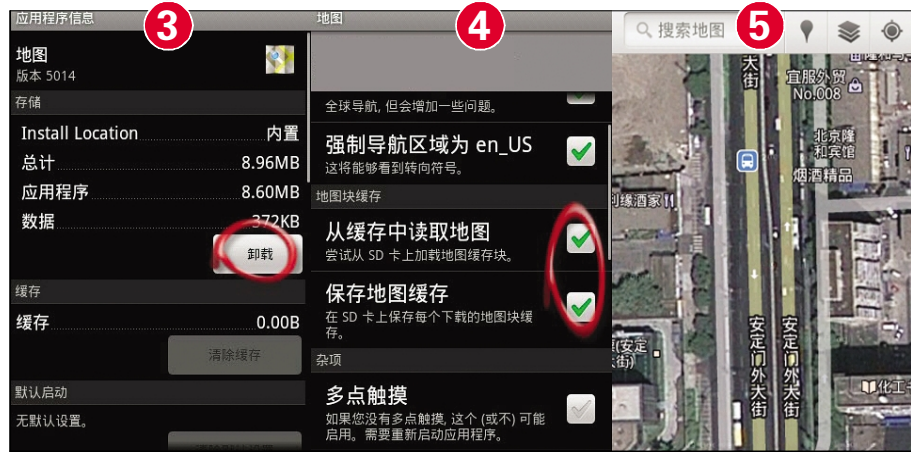 应用程序信息
3
地图
版本 5014
存储
Install Location
内置
总计
8.96MB
应用程序
8.60MB
数据
372KB
卸载
缓存
缓存
0.00B
清除缓存
默认启动
无默认设置。
地图
4
全球导航, 但会增加一些问题。
强制导航区域为 en_US
这将能够看到转向符号。
地图块缓存
从缓存中读取地图
尝试从 SD 卡上加载地图缓存块。
保存地图缓存
在 SD 卡上保存每个下载的地图块缓
存。
杂项
多点触摸
如果您没有多点触摸, 这个 (或不) 可能
启用。需要重新启动应用程序。
搜索地图
5
大街
宜服外贸
No.008
北京隆
和宾馆
烟酒精品
缘酒家
安定门外大街
安定门外大街
(安定
街)
化工